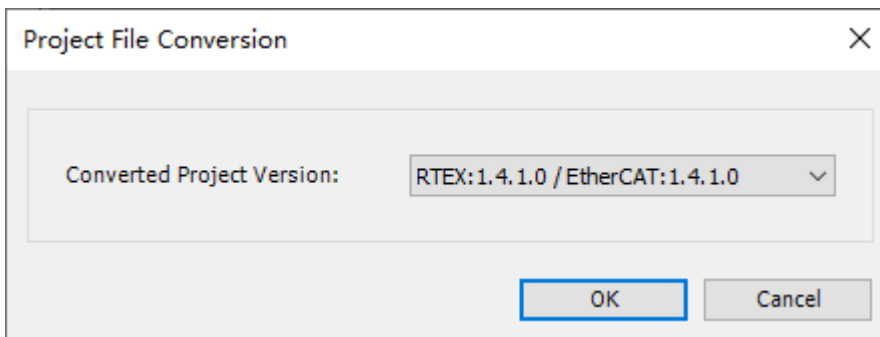 Project File Conversion
Converted Project Version: RTEX:1.4.1.0 / EtherCAT:1.4.1.0
OK Cancel